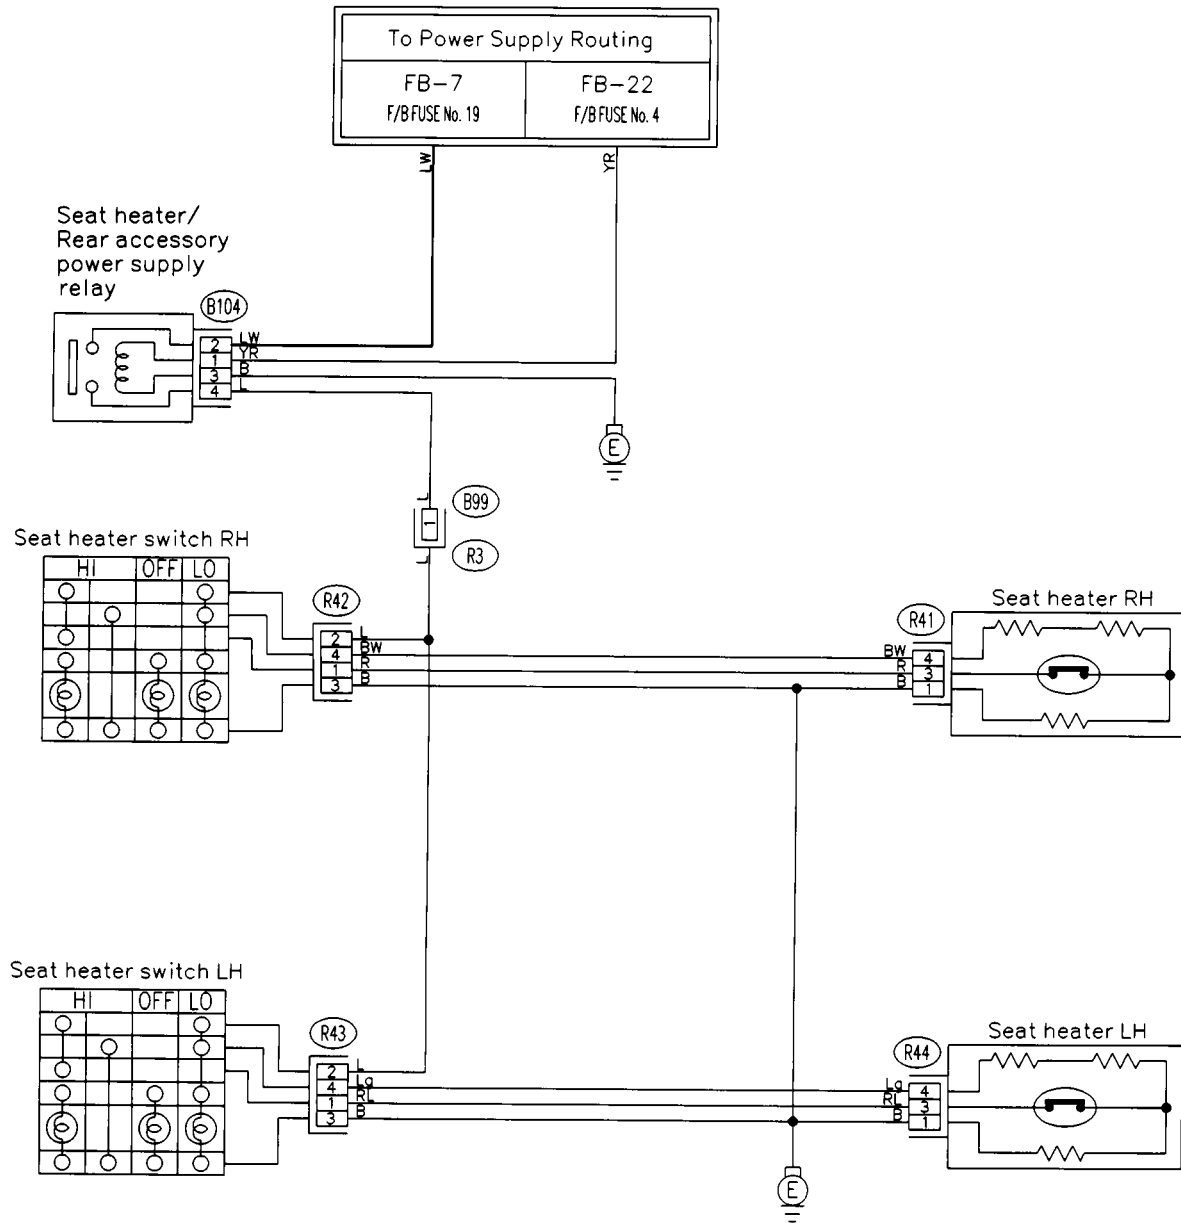 To Power Supply Routing
FB-7
FB-22
F/B FUSE No. 19
F/B FUSE No. 4
LW
YR
Seat heater/
Rear accessory
power supply
relay
B104
2 LW
1 YR
3 B
4 L
E
L
B99
1
R3
L
Seat heater switch RH
HI OFF LO
R42
2 L
4 BW
1 R
3 B
Seat heater RH
R41
BW 4
R 3
B 1
Seat heater switch LH
HI OFF LO
R43
2 L
4 Lg
1 RL
3 B
Seat heater LH
R44
Lg 4
RL 3
B 1
E